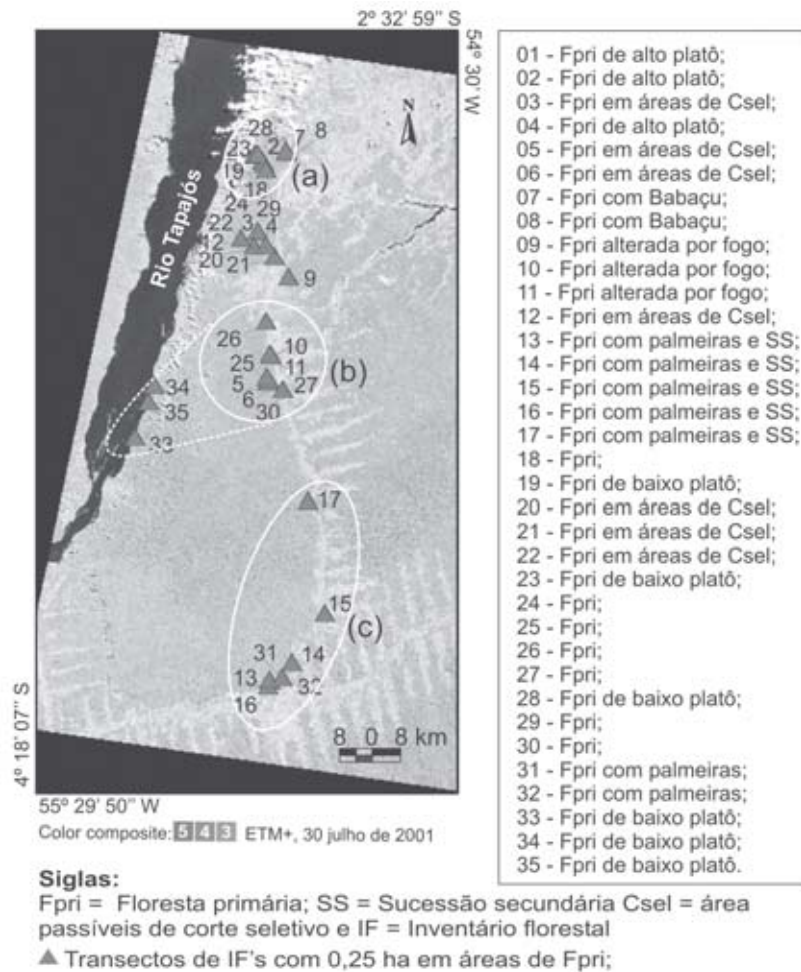 2º 32' 59" S
54º 30' W
N
Rio Tapajós
28
8
7
23
2
19
(a)
18
24
29
22
3
4
12
20
21
9
26
10
25
11
(b)
5
27
6
30
34
35
33
17
15
(c)
31
14
13
32
16
8 0 8 km
4º 18' 07" S
55º 29' 50" W
Color composite: 5 4 3 ETM+, 30 julho de 2001
01 - Fpri de alto platô;
02 - Fpri de alto platô;
03 - Fpri em áreas de Csel;
04 - Fpri de alto platô;
05 - Fpri em áreas de Csel;
06 - Fpri em áreas de Csel;
07 - Fpri com Babaçu;
08 - Fpri com Babaçu;
09 - Fpri alterada por fogo;
10 - Fpri alterada por fogo;
11 - Fpri alterada por fogo;
12 - Fpri em áreas de Csel;
13 - Fpri com palmeiras e SS;
14 - Fpri com palmeiras e SS;
15 - Fpri com palmeiras e SS;
16 - Fpri com palmeiras e SS;
17 - Fpri com palmeiras e SS;
18 - Fpri;
19 - Fpri de baixo platô;
20 - Fpri em áreas de Csel;
21 - Fpri em áreas de Csel;
22 - Fpri em áreas de Csel;
23 - Fpri de baixo platô;
24 - Fpri;
25 - Fpri;
26 - Fpri;
27 - Fpri;
28 - Fpri de baixo platô;
29 - Fpri;
30 - Fpri;
31 - Fpri com palmeiras;
32 - Fpri com palmeiras;
33 - Fpri de baixo platô;
34 - Fpri de baixo platô;
35 - Fpri de baixo platô.
Siglas:
Fpri = Floresta primária; SS = Sucessão secundária Csel = área
passíveis de corte seletivo e IF = Inventário florestal
Transectos de IF's com 0,25 ha em áreas de Fpri;